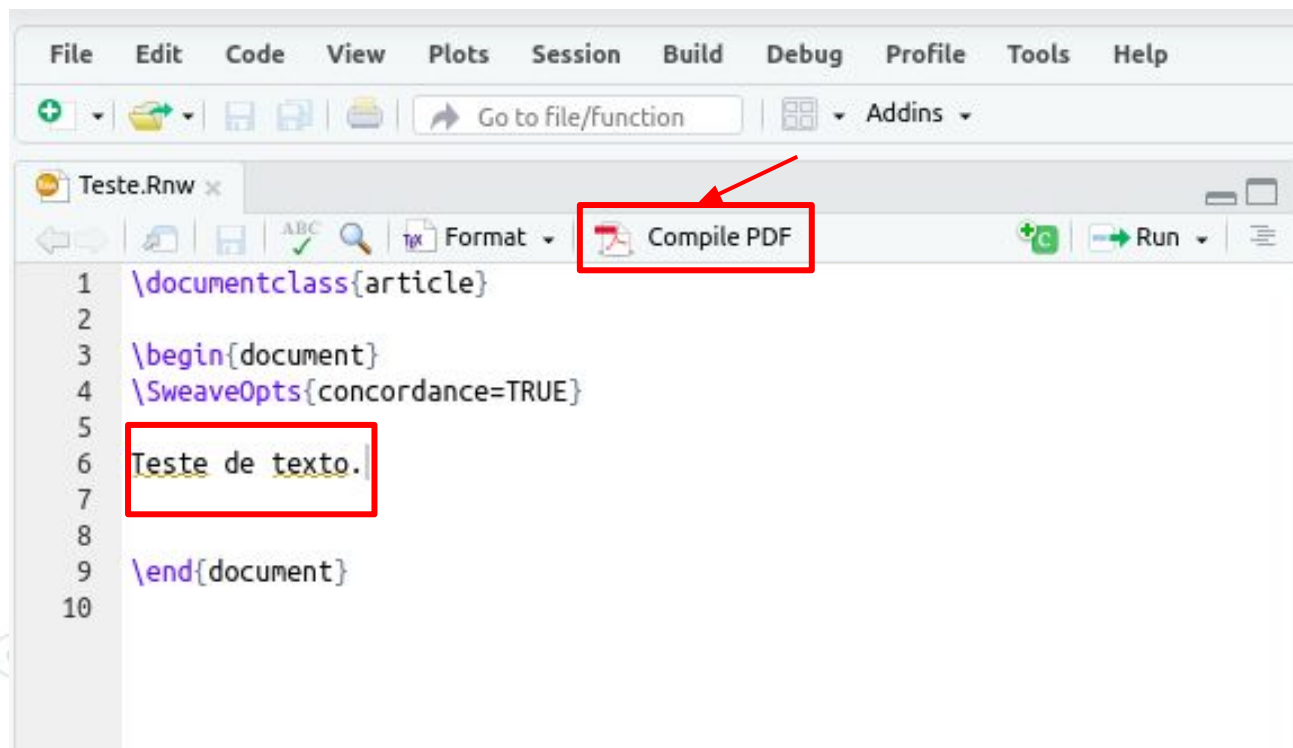 File Edit Code View Plots Session Build Debug Profile Tools Help
Go to file/function Addins
Teste.Rnw
ABC Format Compile PDF Run
1 \documentclass{article}
2
3 \begin{document}
4 \SweaveOpts{concordance=TRUE}
5
6 Teste de texto.
7
8
9 \end{document}
10